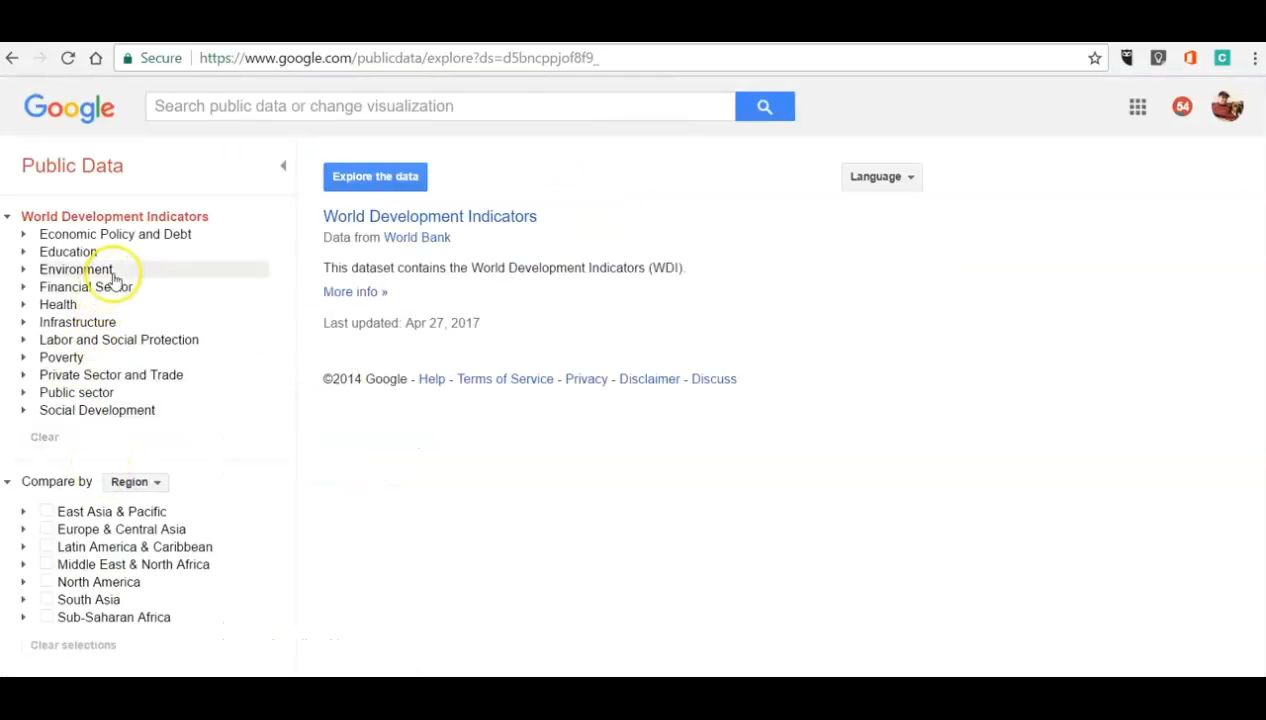 Secure https://www.google.com/publicdata/explore?ds=d5bncppjof8f9_
C
Google Search public data or change visualization 54
Public Data
Explore the data Language
World Development Indicators
Economic Policy and Debt
Education
Environment
Financial Sector
Health
Infrastructure
Labor and Social Protection
Poverty
Private Sector and Trade
Public sector
Social Development
Clear
Compare by Region
East Asia & Pacific
Europe & Central Asia
Latin America & Caribbean
Middle East & North Africa
North America
South Asia
Sub-Saharan Africa
Clear selections
World Development Indicators
Data from World Bank
This dataset contains the World Development Indicators (WDI).
More info »
Last updated: Apr 27, 2017
©2014 Google - Help - Terms of Service - Privacy - Disclaimer - Discuss